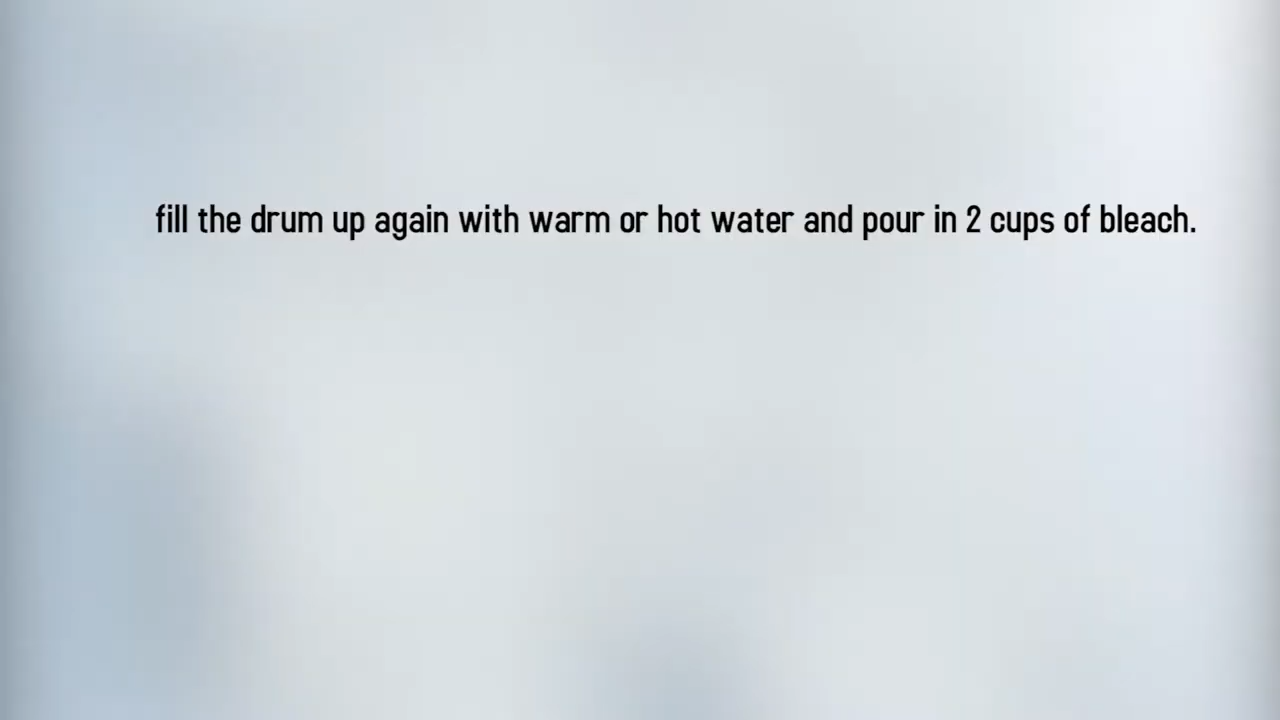 fill the drum up again with warm or hot water and pour in 2 cups of bleach.